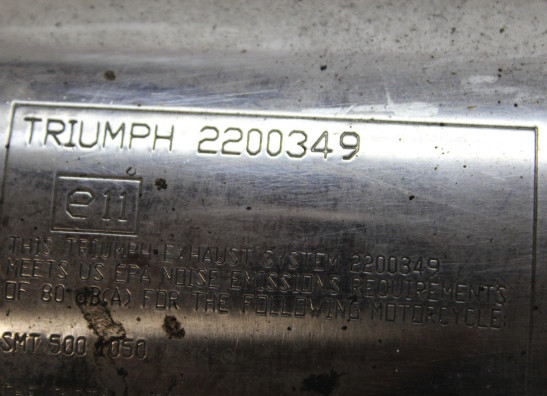 TRIUMPH 2200349
e11
THIS TRIUMPH EXHAUST SYSTEM 2200349
MEETS US EPA NOISE EMISSIONS REQUIREMENTS
OF 80 dB(A) FOR THE FOLLOWING MOTORCYCLE:
SMT 500 1050